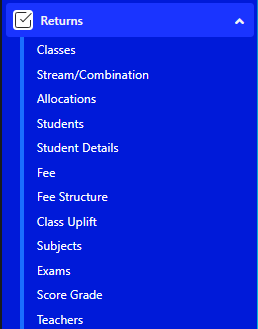 Returns
Classes
Stream/Combination
Allocations
Students
Student Details
Fee
Fee Structure
Class Uplift
Subjects
Exams
Score Grade
Teachers